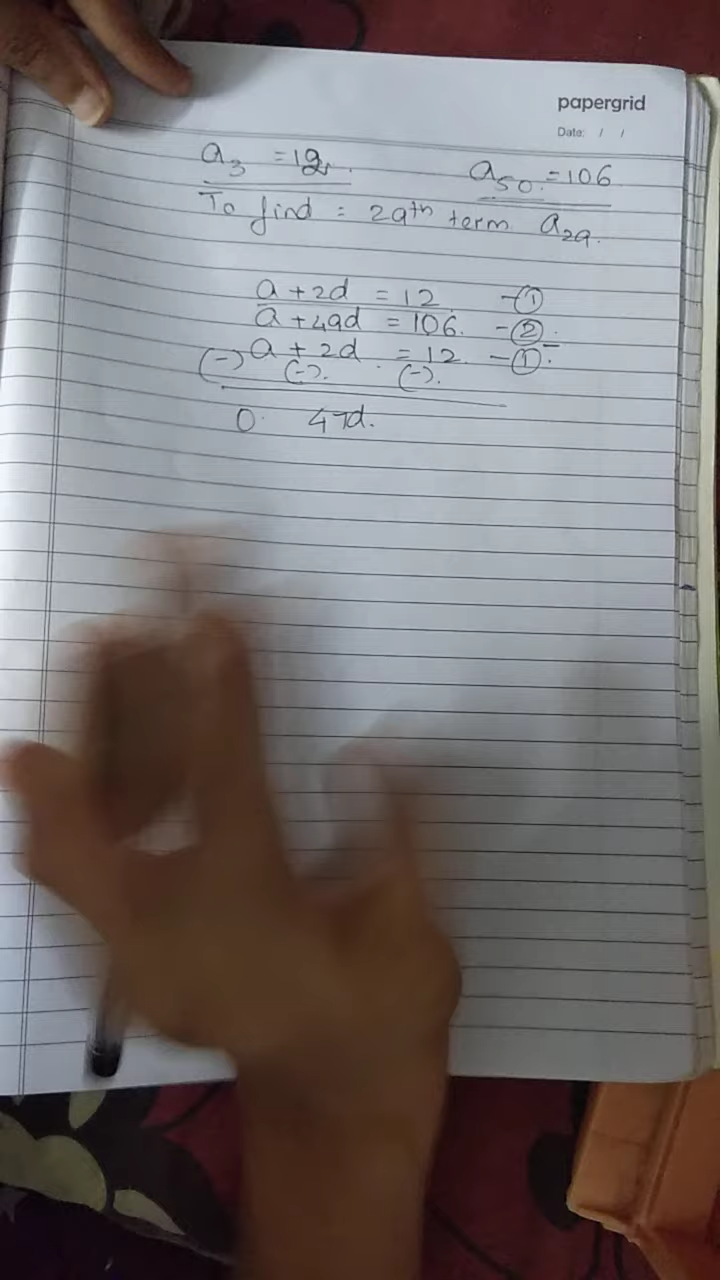 papergrid
Date: / /
a₃ = 12. a₅₀ = 106
To find = 29th term a₂₉.
a + 2d = 12 - ①
a + 49d = 106. - ②
(-) a + 2d = 12 - ①
(-). (-).
0 47d.